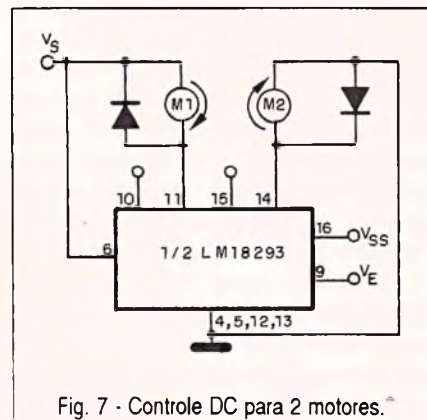 VS
M1
M2
10
11
15
14
6
1/2 LM18293
16
VSS
9
VE
4,5,12,13
Fig. 7 - Controle DC para 2 motores.